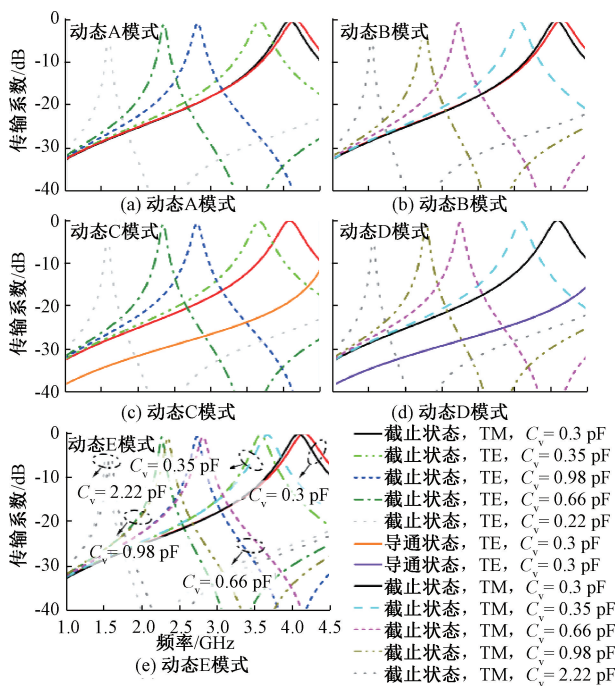 动态A模式
传输系数/dB
0
-10
-20
-30
-40
(a) 动态A模式
动态B模式
0
-10
-20
-30
-40
(b) 动态B模式
动态C模式
传输系数/dB
0
-10
-20
-30
-40
(c) 动态C模式
动态D模式
0
-10
-20
-30
-40
(d) 动态D模式
动态E模式
传输系数/dB
0
-10
-20
-30
-40
Cv= 0.35 pF
Cv= 2.22 pF
Cv= 0.3 pF
Cv= 0.98 pF
Cv= 0.66 pF
1.0 1.5 2.0 2.5 3.0 3.5 4.0 4.5
频率/GHz
(e) 动态E模式
截止状态，TM，Cv= 0.3 pF
截止状态，TE，Cv= 0.35 pF
截止状态，TE，Cv= 0.98 pF
截止状态，TE，Cv= 0.66 pF
截止状态，TE，Cv= 0.22 pF
导通状态，TE，Cv= 0.3 pF
导通状态，TE，Cv= 0.3 pF
截止状态，TM，Cv= 0.3 pF
截止状态，TM，Cv= 0.35 pF
截止状态，TM，Cv= 0.66 pF
截止状态，TM，Cv= 0.98 pF
截止状态，TM，Cv= 2.22 pF